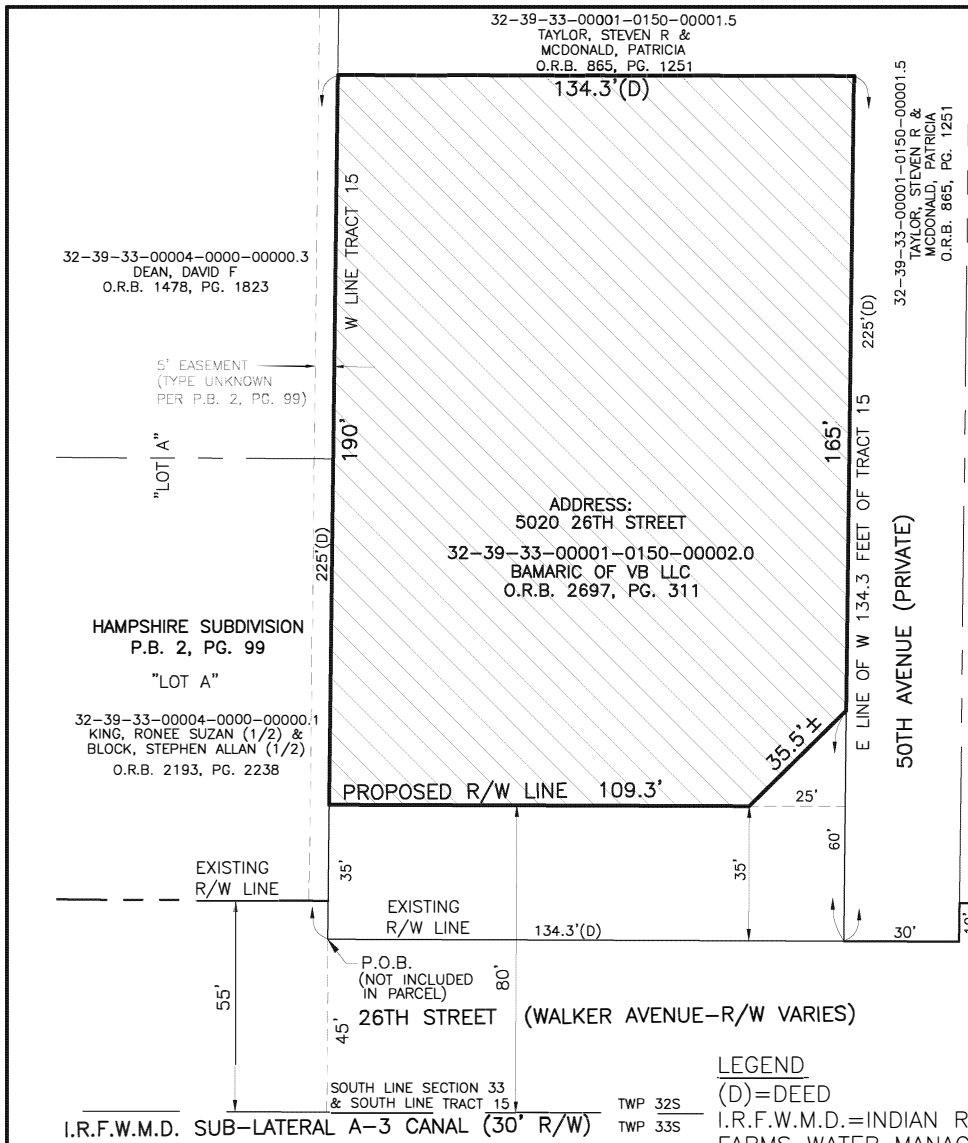 32-39-33-00001-0150-00001.5
TAYLOR, STEVEN R &
MCDONALD, PATRICIA
O.R.B. 865, PG. 1251
134.3'(D)
32-39-33-00001-0150-00001.5
TAYLOR, STEVEN R &
MCDONALD, PATRICIA
O.R.B. 865, PG. 1251
W LINE TRACT 15
32-39-33-00004-0000-00000.3
DEAN, DAVID F
O.R.B. 1478, PG. 1823
225'(D)
5' EASEMENT
(TYPE UNKNOWN
PER P.B. 2, PG. 99)
190'
165'
"LOT A"
E LINE OF W 134.3 FEET OF TRACT 15
ADDRESS:
5020 26TH STREET
32-39-33-00001-0150-00002.0
BAMARIC OF VB LLC
O.R.B. 2697, PG. 311
225'(D)
50TH AVENUE (PRIVATE)
HAMPSHIRE SUBDIVISION
P.B. 2, PG. 99
"LOT A"
32-39-33-00004-0000-00000.1
KING, RONEE SUZAN (1/2) &
BLOCK, STEPHEN ALLAN (1/2)
O.R.B. 2193, PG. 2238
35.5'±
PROPOSED R/W LINE 109.3'
25'
60'
35'
35'
EXISTING
R/W LINE
EXISTING
R/W LINE
134.3'(D)
30'
10'
P.O.B.
(NOT INCLUDED
IN PARCEL)
80'
55'
45'
26TH STREET (WALKER AVENUE-R/W VARIES)
LEGEND
(D)=DEED
SOUTH LINE SECTION 33
& SOUTH LINE TRACT 15
TWP 32S
TWP 33S
I.R.F.W.M.D. SUB-LATERAL A-3 CANAL (30' R/W)
I.R.F.W.M.D.=INDIAN R
FARMS WATER MANAG